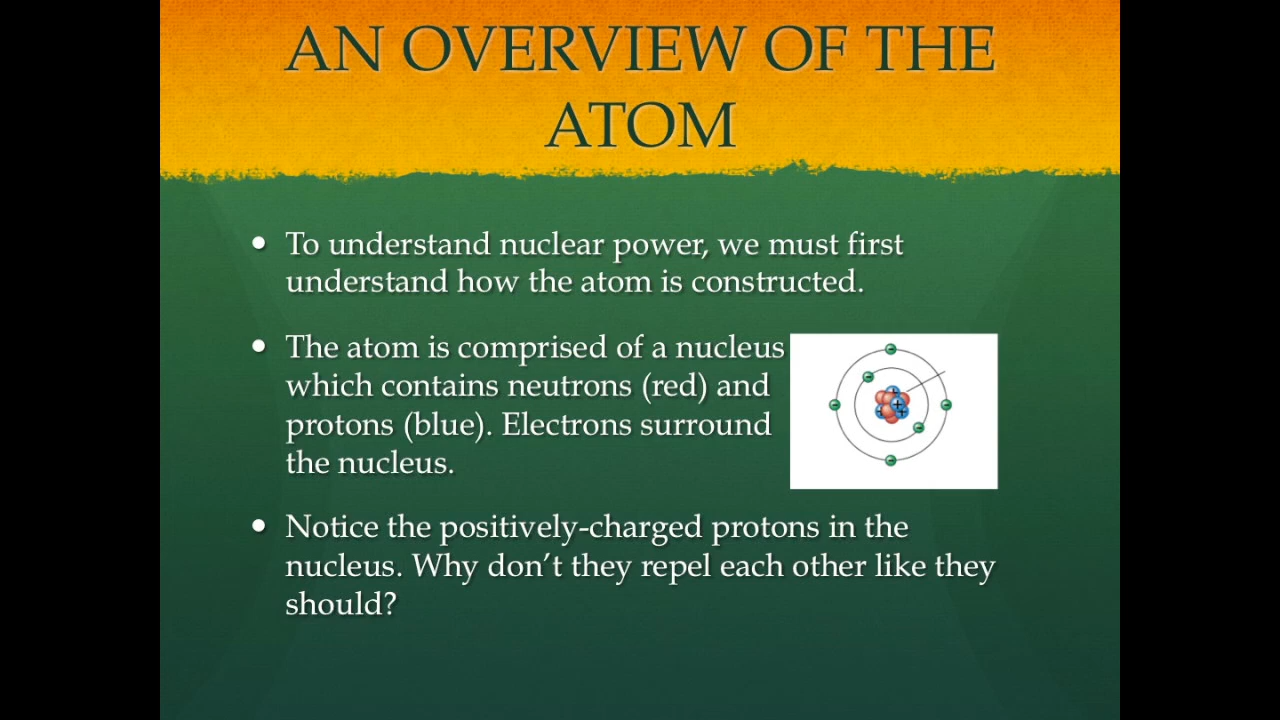 AN OVERVIEW OF THE
ATOM
• To understand nuclear power, we must first
understand how the atom is constructed.
• The atom is comprised of a nucleus
which contains neutrons (red) and
protons (blue). Electrons surround
the nucleus.
• Notice the positively-charged protons in the
nucleus. Why don’t they repel each other like they
should?